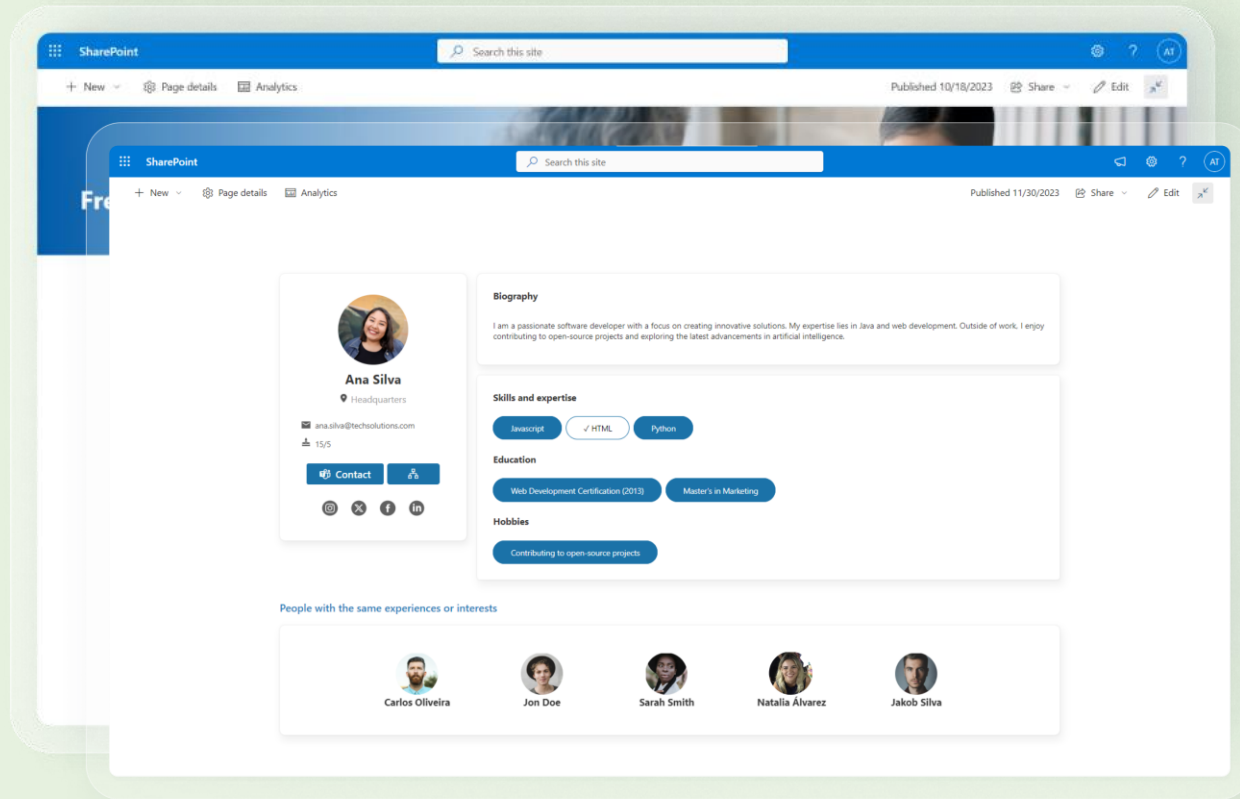 SharePoint
Search this site
?
AT
+ New
Page details
Analytics
Published 10/18/2023
Share
Edit
SharePoint
Search this site
?
AT
+ New
Page details
Analytics
Published 11/30/2023
Share
Edit
Ana Silva
Headquarters
ana.silva@techsolutions.com
15/5
Contact
Biography
I am a passionate software developer with a focus on creating innovative solutions. My expertise lies in Java and web development. Outside of work, I enjoy
contributing to open-source projects and exploring the latest advancements in artificial intelligence.
Skills and expertise
Javascript
✓ HTML
Python
Education
Web Development Certification (2013)
Master's in Marketing
Hobbies
Contributing to open-source projects
People with the same experiences or interests
Carlos Oliveira
Jon Doe
Sarah Smith
Natalia Álvarez
Jakob Silva